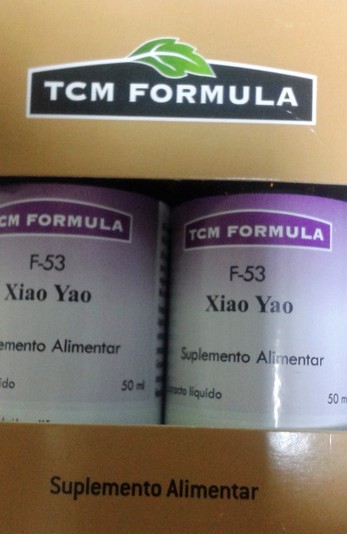 TCM FORMULA
CM FORMULA
F-53
Xiao Yao
emento Alimentar
ido 50 ml
TCM FORMULA
F-53
Xiao Yao
Suplemento Alimentar
líquido 50 m
Suplemento Alimentar